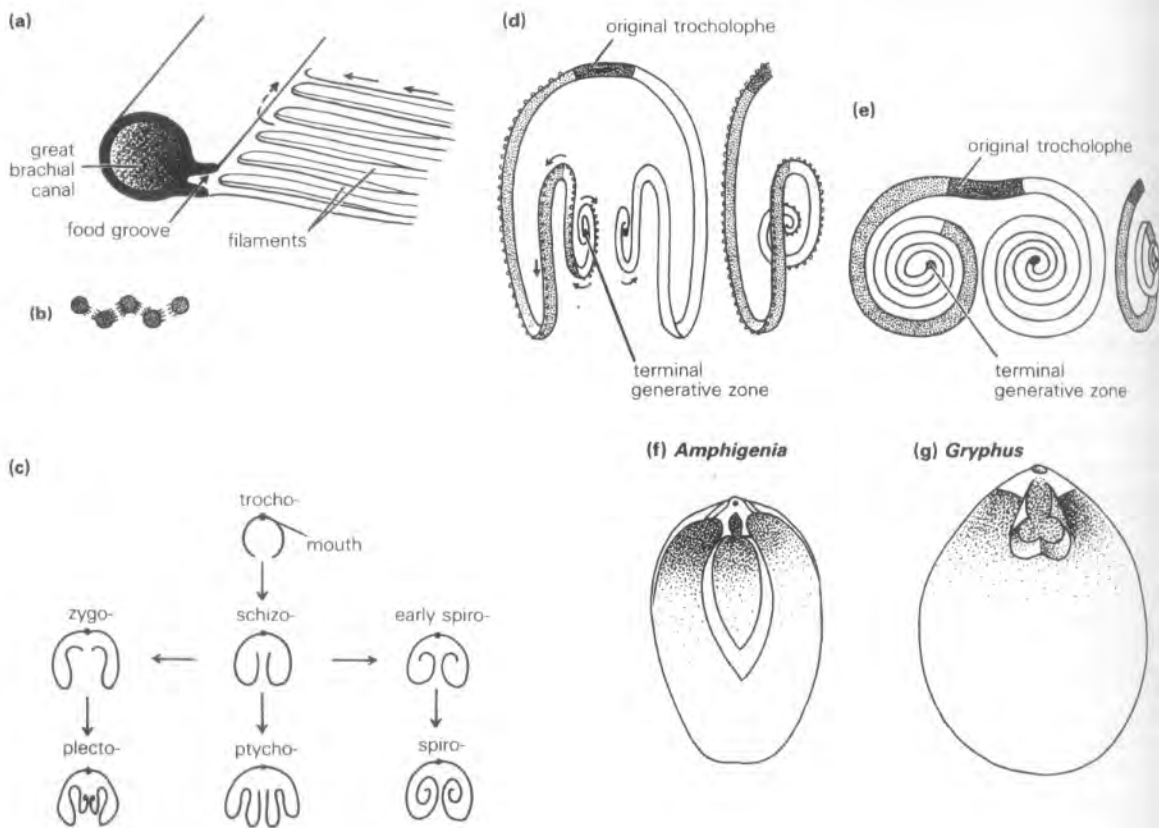 (a)
great
brachial
canal
food groove
filaments
(b)
(c)
trocho-
mouth
zygo-
schizo-
early spiro-
plecto-
ptycho-
spiro-
(d)
original trocholophe
terminal
generative zone
(e)
original trocholophe
terminal
generative zone
(f) Amphigenia
(g) Gryphus